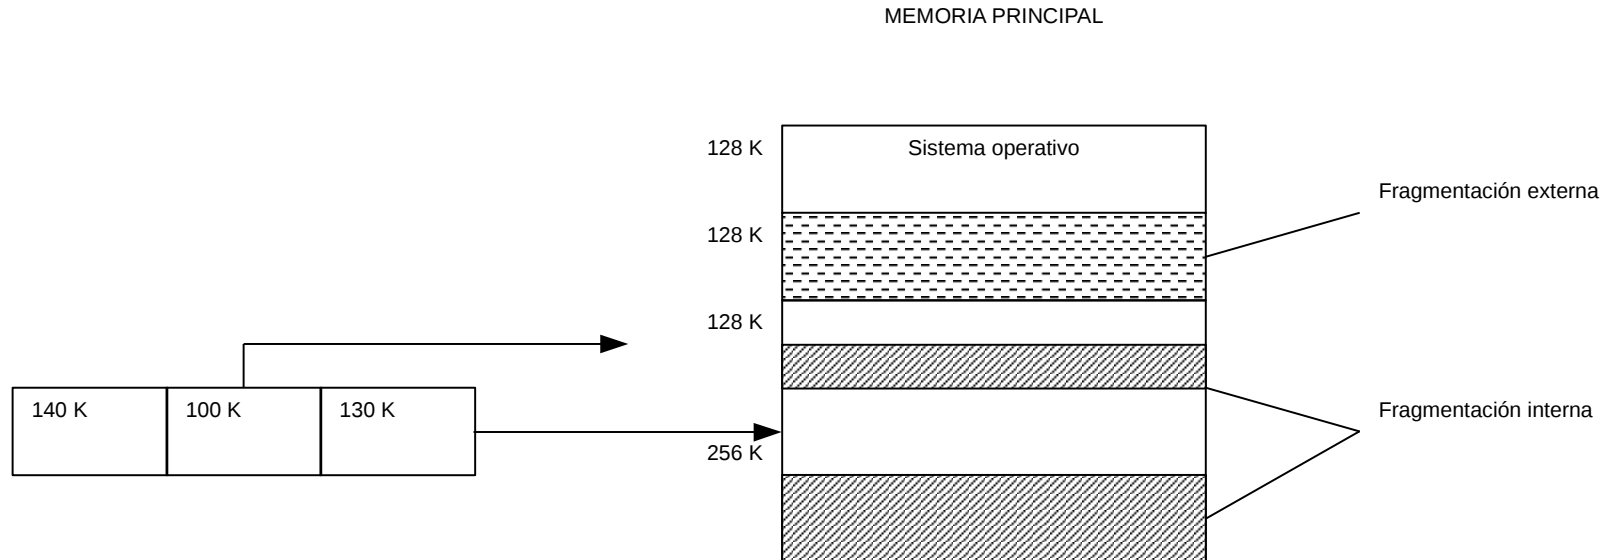 MEMORIA PRINCIPAL
128 K
Sistema operativo
Fragmentación externa
128 K
128 K
140 K
100 K
130 K
Fragmentación interna
256 K